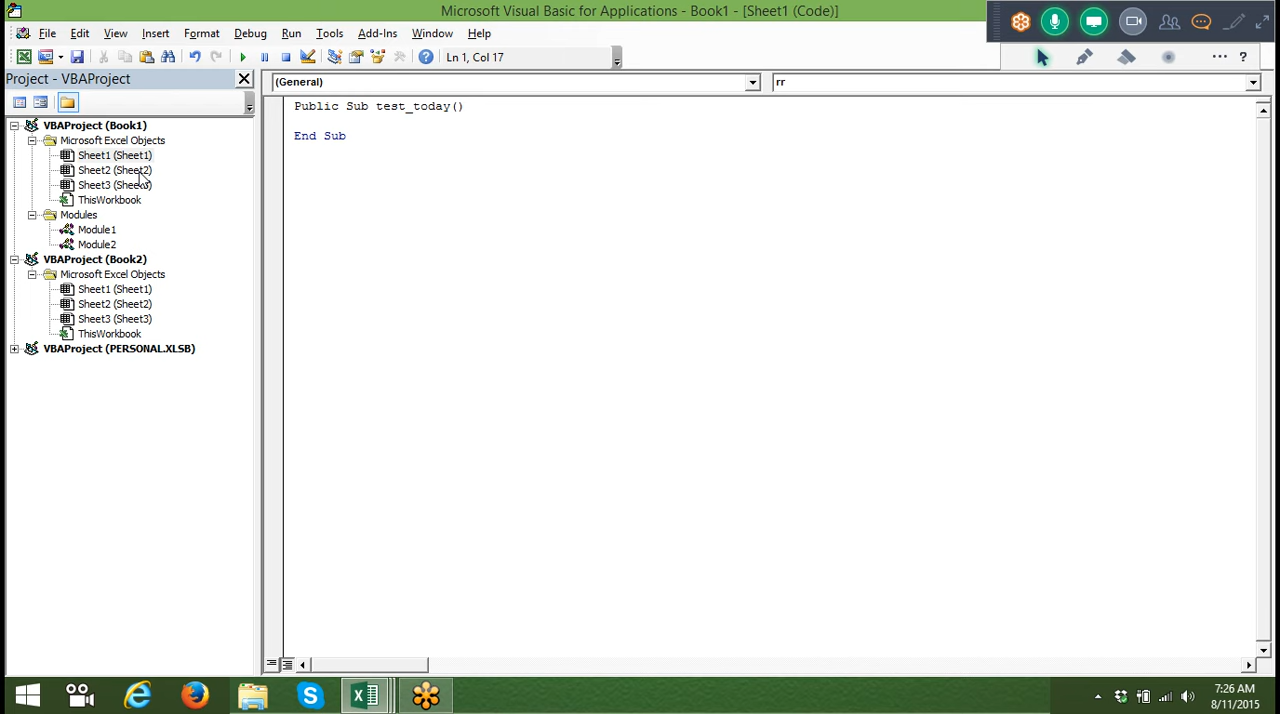 Microsoft Visual Basic for Applications - Book1 - [Sheet1 (Code)]
File Edit View Insert Format Debug Run Tools Add-Ins Window Help
Ln 1, Col 17
Project - VBAProject
(General)
rr
Public Sub test_today()
End Sub
VBAProject (Book1)
Microsoft Excel Objects
Sheet1 (Sheet1)
Sheet2 (Sheet2)
Sheet3 (Sheet3)
ThisWorkbook
Modules
Module1
Module2
VBAProject (Book2)
Microsoft Excel Objects
Sheet1 (Sheet1)
Sheet2 (Sheet2)
Sheet3 (Sheet3)
ThisWorkbook
VBAProject (PERSONAL.XLSB)
7:26 AM
8/11/2015